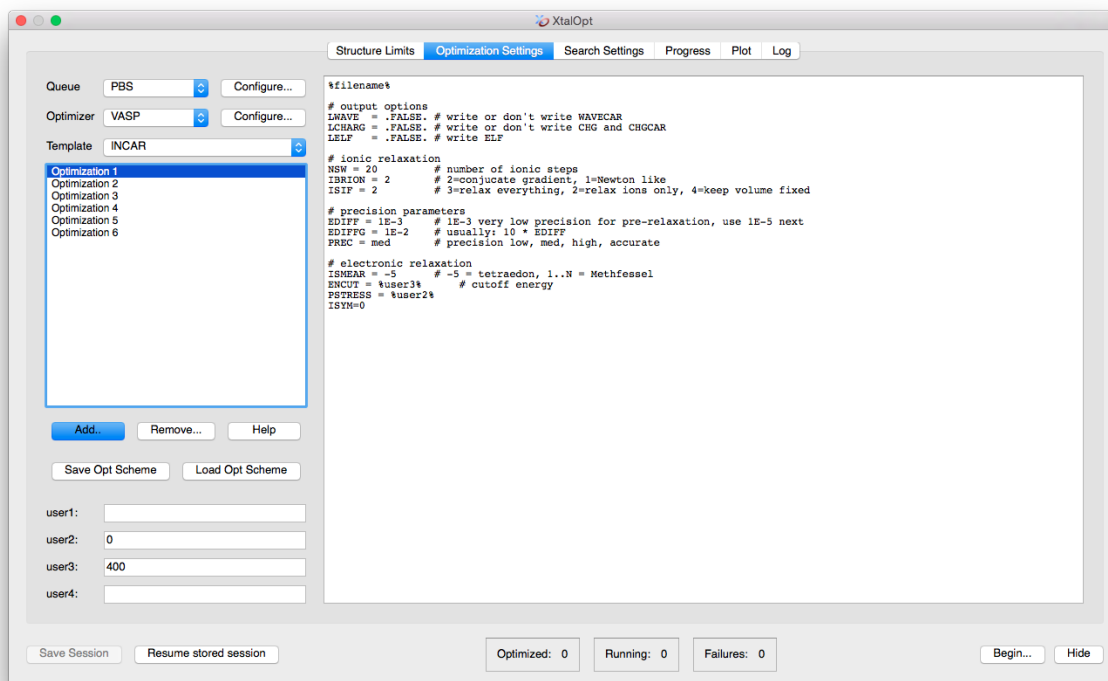 XtalOpt
Structure Limits Optimization Settings Search Settings Progress Plot Log
Queue PBS Configure...
Optimizer VASP Configure...
Template INCAR
Optimization 1
Optimization 2
Optimization 3
Optimization 4
Optimization 5
Optimization 6
Add.. Remove... Help
Save Opt Scheme Load Opt Scheme
user1:
user2: 0
user3: 400
user4:
%filename%
# output options
LWAVE = .FALSE. # write or don't write WAVECAR
LCHARG = .FALSE. # write or don't write CHG and CHGCAR
LELF = .FALSE. # write ELF
# ionic relaxation
NSW = 20 # number of ionic steps
IBRION = 2 # 2=conjucate gradient, 1=Newton like
ISIF = 2 # 3=relax everything, 2=relax ions only, 4=keep volume fixed
# precision parameters
EDIFF = 1E-3 # 1E-3 very low precision for pre-relaxation, use 1E-5 next
EDIFFG = 1E-2 # usually: 10 * EDIFF
PREC = med # precision low, med, high, accurate
# electronic relaxation
ISMEAR = -5 # -5 = tetraedon, 1..N = Methfessel
ENCUT = %user3% # cutoff energy
PSTRESS = %user2%
ISYM=0
Save Session Resume stored session Optimized: 0 Running: 0 Failures: 0 Begin... Hide